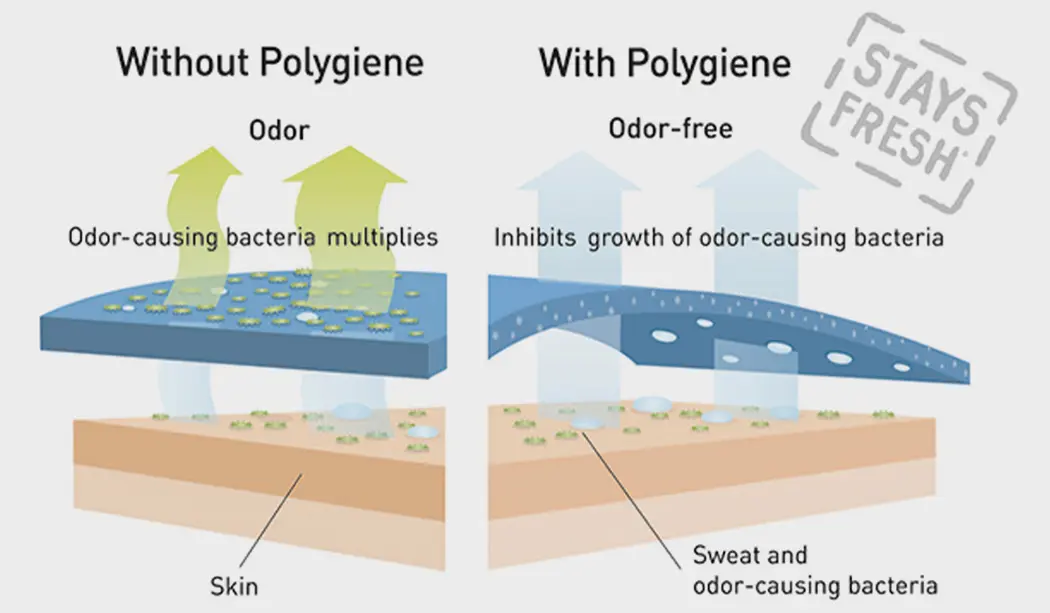 Without Polygiene
Odor
Odor-causing bacteria multiplies
Skin
With Polygiene
Odor-free
Inhibits growth of odor-causing bacteria
Sweat and
odor-causing bacteria
STAYS
FRESH